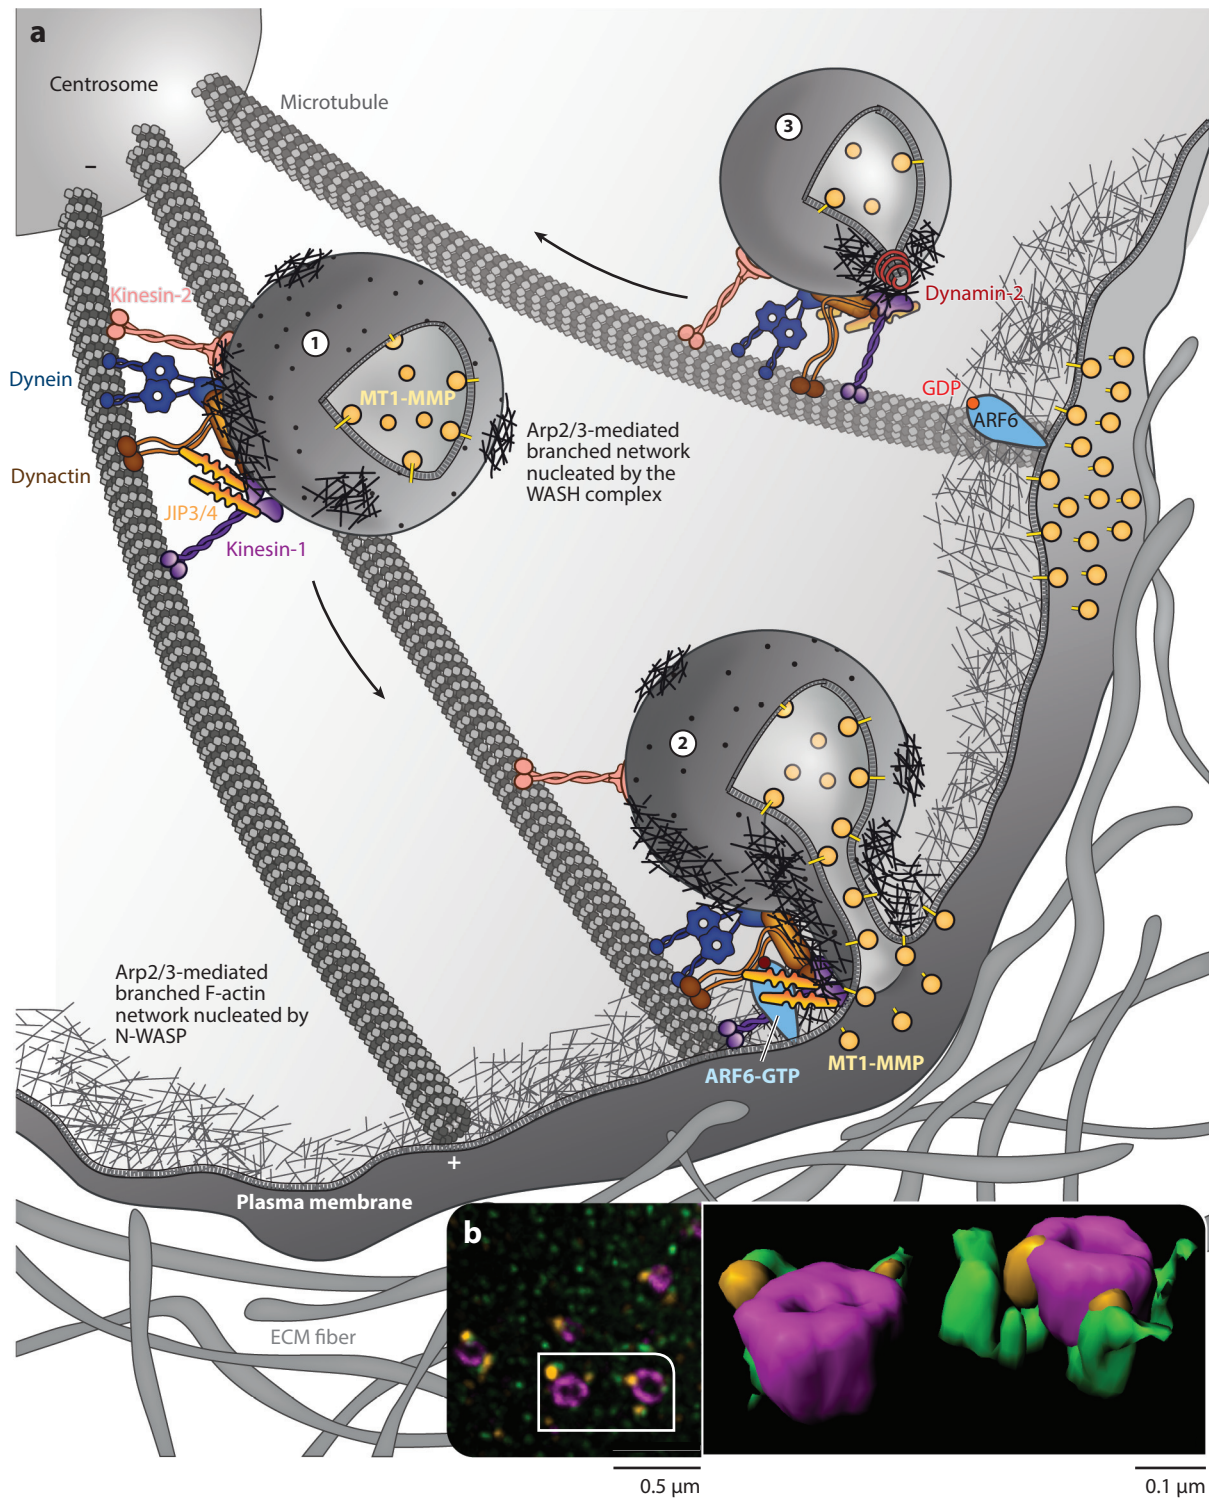 a
Centrosome
Microtubule
–
3
Kinesin-2
1
Dynein
MT1-MMP
Dynamin-2
GDP
ARF6
Arp2/3-mediated
branched network
nucleated by the
WASH complex
Dynactin
JIP3/4
Kinesin-1
2
Arp2/3-mediated
branched F-actin
network nucleated by
N-WASP
ARF6-GTP
MT1-MMP
+
Plasma membrane
b
ECM fiber
0.5 μm
0.1 μm